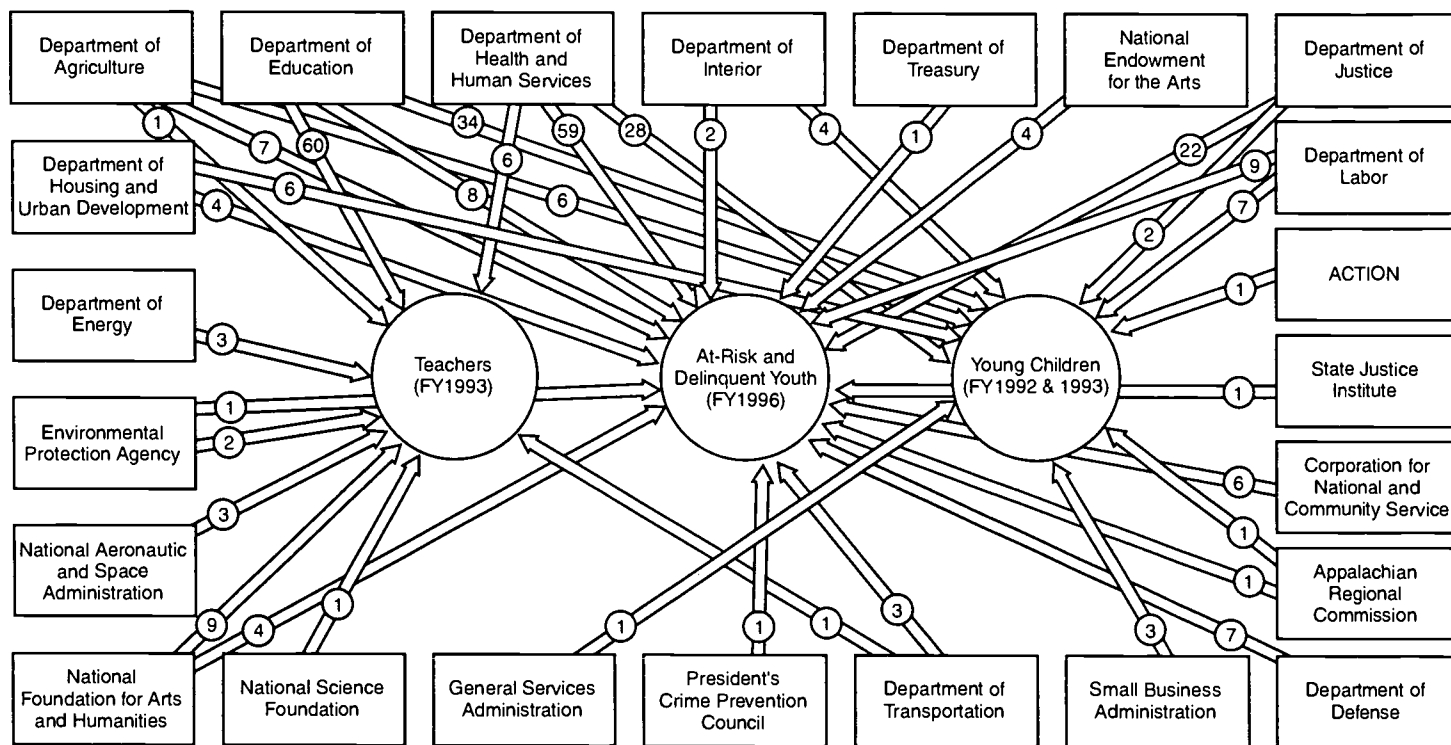 Department of
Agriculture
Department of
Education
Department of
Health and
Human Services
Department of
Interior
Department of
Treasury
National
Endowment
for the Arts
Department of
Justice
1
60
34
6
59
28
2
4
1
4
22
9
Department of
Housing and
Urban Development
7
6
4
8
6
7
2
Department of
Labor
Department of
Energy
3
ACTION
1
Teachers
(FY1993)
At-Risk and
Delinquent Youth
(FY1996)
Young Children
(FY1992 & 1993)
State Justice
Institute
1
Environmental
Protection Agency
1
2
Corporation for
National and
Community Service
6
National Aeronautic
and Space
Administration
3
Appalachian
Regional
Commission
1
1
9
4
1
1
1
1
3
3
7
National
Foundation for Arts
and Humanities
National Science
Foundation
General Services
Administration
President's
Crime Prevention
Council
Department of
Transportation
Small Business
Administration
Department of
Defense